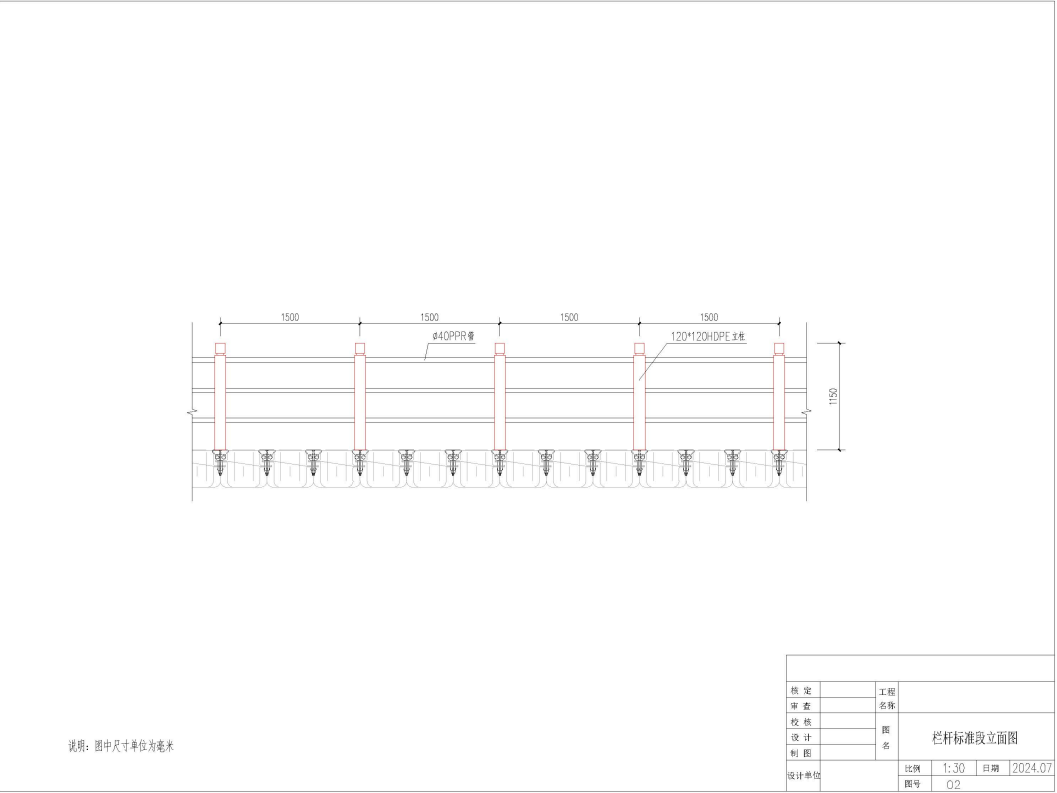 1500 1500 1500 1500
Ø40PPR管 120*120HDPE立柱
1150
核 定
工程
审 查
名称
校 核
图
设 计
名
栏杆标准段立面图
制 图
设计单位
比例 1:30 日期 2024.07
图号 02
说明：图中尺寸单位为毫米